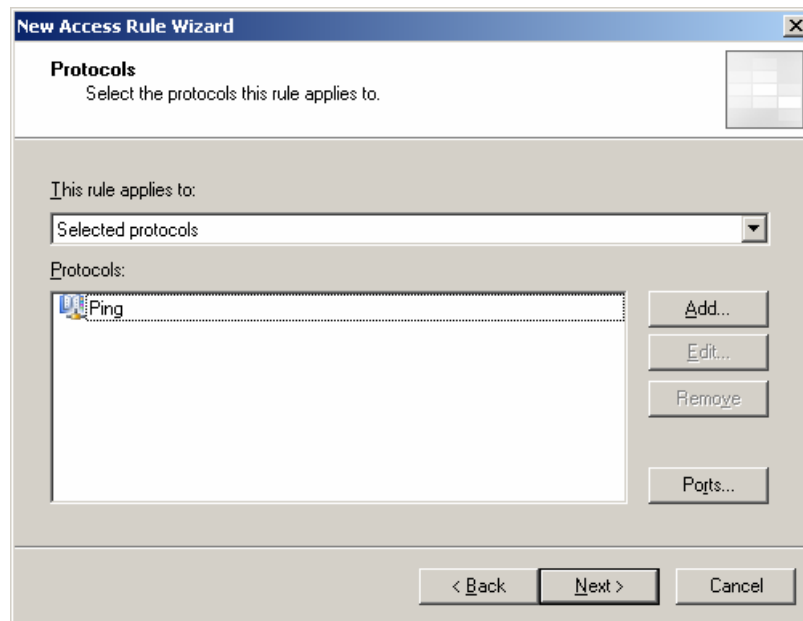 New Access Rule Wizard
Protocols
Select the protocols this rule applies to.
This rule applies to:
Selected protocols
Protocols:
Ping
Add...
Edit...
Remove
Ports...
< Back
Next >
Cancel